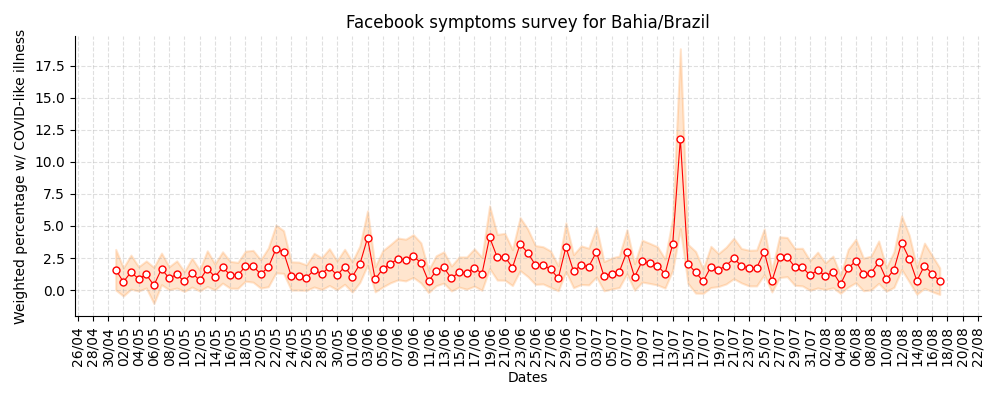 Facebook symptoms survey for Bahia/Brazil
Weighted percentage w/ COVID-like illness
17.5
15.0
12.5
10.0
7.5
5.0
2.5
0.0
26/04 28/04 30/04 02/05 04/05 06/05 08/05 10/05 12/05 14/05 16/05 18/05 20/05 22/05 24/05 26/05 28/05 30/05 01/06 03/06 05/06 07/06 09/06 11/06 13/06 15/06 17/06 19/06 21/06 23/06 25/06 27/06 29/06 01/07 03/07 05/07 07/07 09/07 11/07 13/07 15/07 17/07 19/07 21/07 23/07 25/07 27/07 29/07 31/07 02/08 04/08 06/08 08/08 10/08 12/08 14/08 16/08 18/08 20/08 22/08
Dates